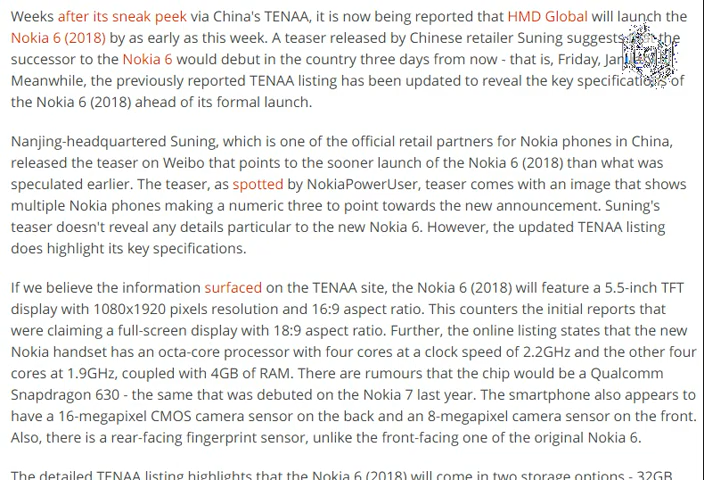 Weeks after its sneak peek via China's TENAA, it is now being reported that HMD Global will launch the
Nokia 6 (2018) by as early as this week. A teaser released by Chinese retailer Suning suggests the
successor to the Nokia 6 would debut in the country three days from now - that is, Friday,
Meanwhile, the previously reported TENAA listing has been updated to reveal the key specifications of
the Nokia 6 (2018) ahead of its formal launch.
Nanjing-headquartered Suning, which is one of the official retail partners for Nokia phones in China,
released the teaser on Weibo that points to the sooner launch of the Nokia 6 (2018) than what was
speculated earlier. The teaser, as spotted by NokiaPowerUser, teaser comes with an image that shows
multiple Nokia phones making a numeric three to point towards the new announcement. Suning's
teaser doesn't reveal any details particular to the new Nokia 6. However, the updated TENAA listing
does highlight its key specifications.
If we believe the information surfaced on the TENAA site, the Nokia 6 (2018) will feature a 5.5-inch TFT
display with 1080x1920 pixels resolution and 16:9 aspect ratio. This counters the initial reports that
were claiming a full-screen display with 18:9 aspect ratio. Further, the online listing states that the new
Nokia handset has an octa-core processor with four cores at a clock speed of 2.2GHz and the other four
cores at 1.9GHz, coupled with 4GB of RAM. There are rumours that the chip would be a Qualcomm
Snapdragon 630 - the same that was debuted on the Nokia 7 last year. The smartphone also appears to
have a 16-megapixel CMOS camera sensor on the back and an 8-megapixel camera sensor on the front.
Also, there is a rear-facing fingerprint sensor, unlike the front-facing one of the original Nokia 6.
The detailed TENAA listing highlights that the Nokia 6 (2018) will come in two storage options - 32GB